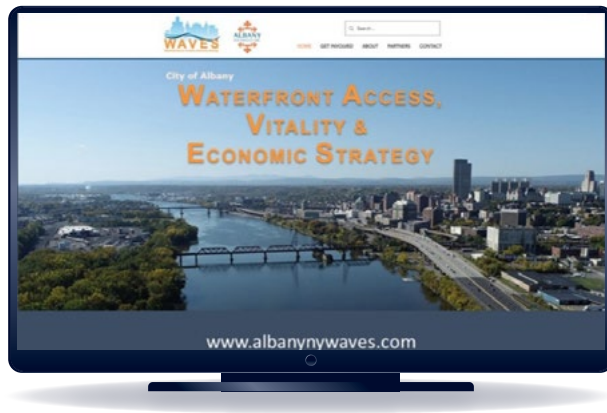 WAVES
ALBANY
Search...
HOME GET INVOLVED ABOUT PARTNERS CONTACT
City of Albany
WATERFRONT ACCESS,
VITALITY &
ECONOMIC STRATEGY
www.albanynywaves.com